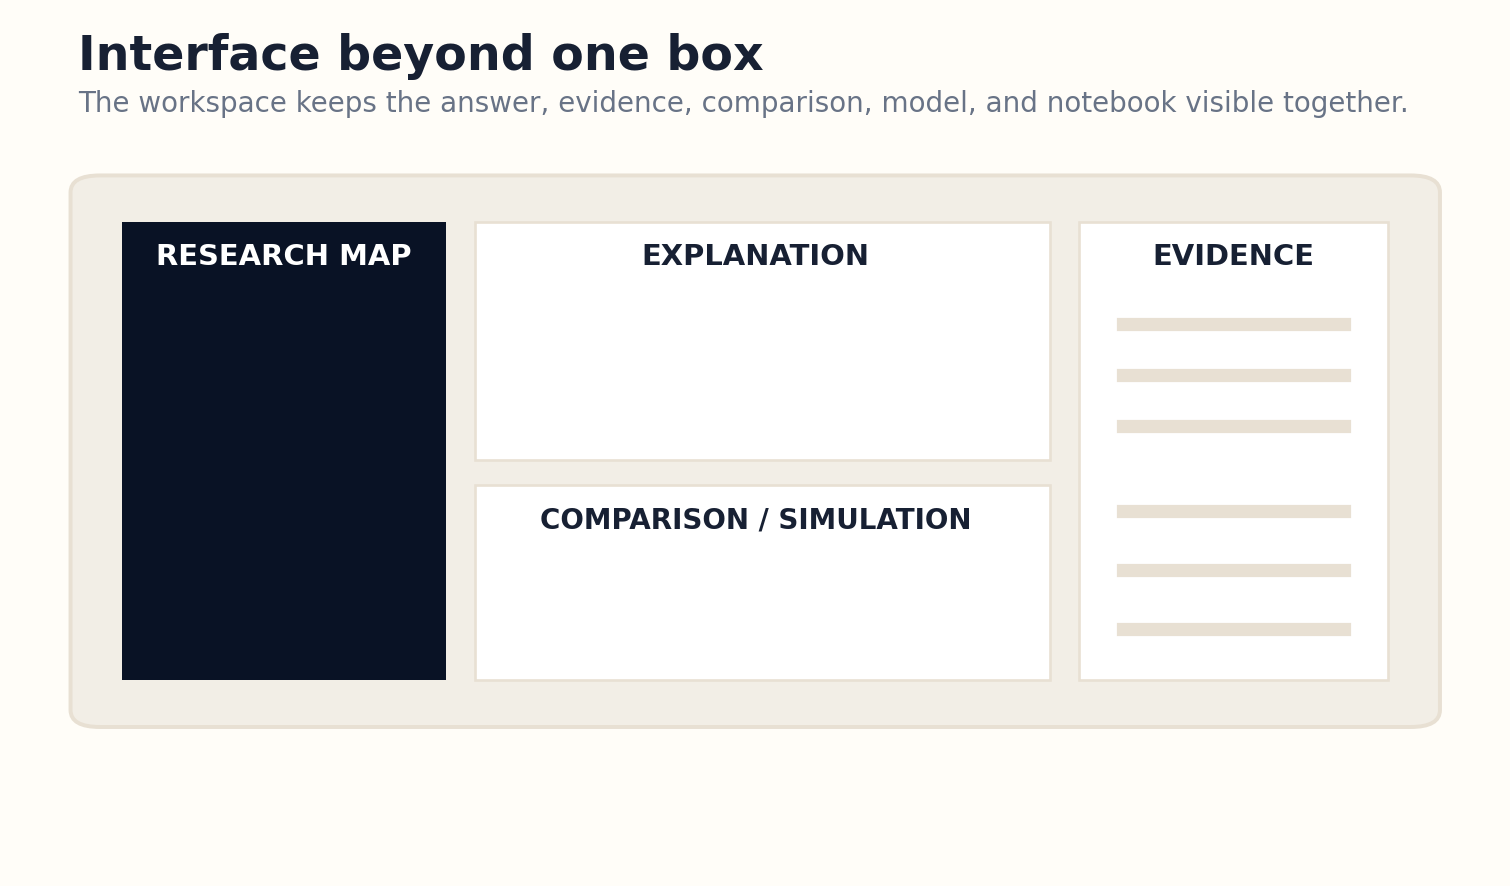 Interface beyond one box
The workspace keeps the answer, evidence, comparison, model, and notebook visible together.
RESEARCH MAP
EXPLANATION
COMPARISON / SIMULATION
EVIDENCE